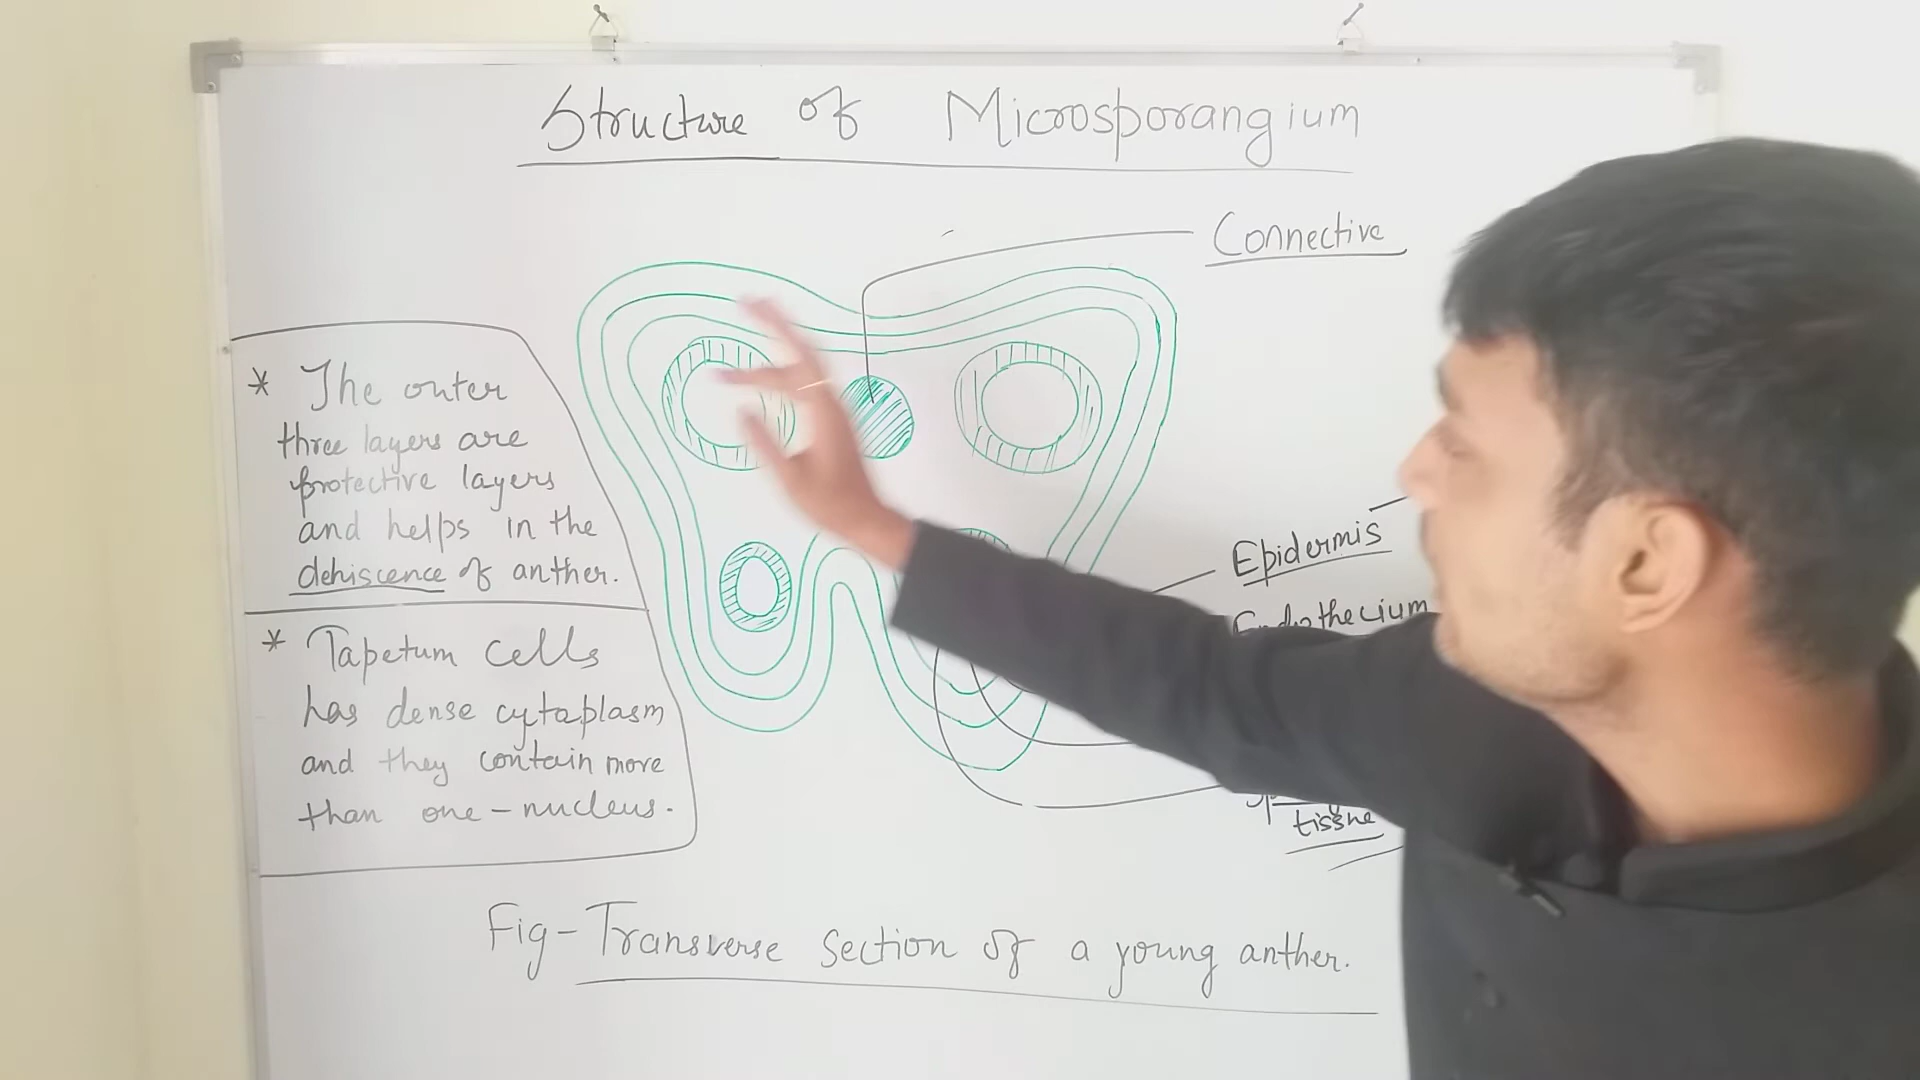 Structure of Microsporangium
Connective
* The outer
three layers are
protective layers
and helps in the
dehiscence of anther.
* Tapetum cells
has dense cytoplasm
and they contain more
than one-nucleus.
Epidermis
Endothecium
tissue
Fig-Transverse section of a young anther.